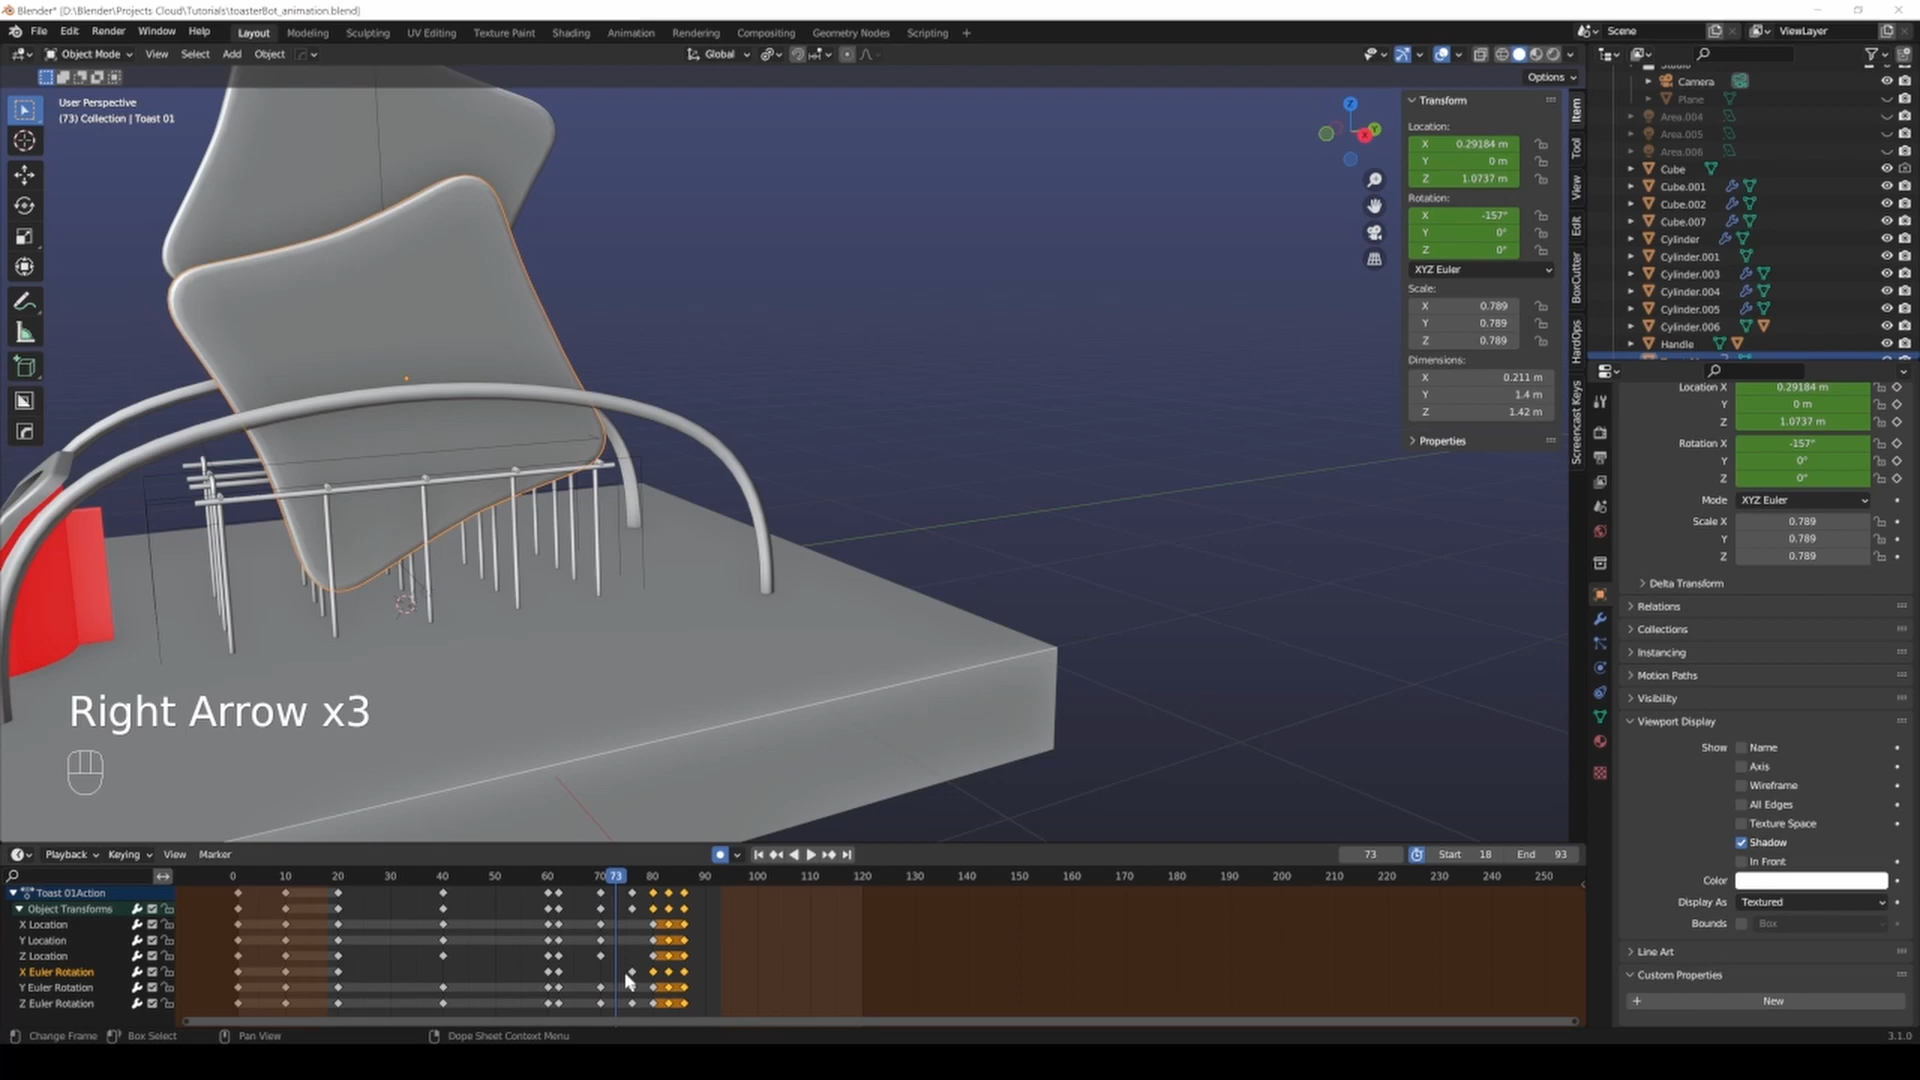 Blender* [D:\Blender\Projects Cloud\Tutorials\toasterBot_animation.blend]
File Edit Render Window Help Layout Modeling Sculpting UV Editing Texture Paint Shading Animation Rendering Compositing Geometry Nodes Scripting + Scene ViewLayer
Object Mode View Select Add Object Global
Options
User Perspective
(73) Collection | Toast 01
Transform
Location:
X 0.29184 m
Y 0 m
Z 1.0737 m
Rotation:
X -157°
Y 0°
Z 0°
XYZ Euler
Scale:
X 0.789
Y 0.789
Z 0.789
Dimensions:
X 0.211 m
Y 1.4 m
Z 1.42 m
Properties
Item
Tool
View
Edit
BoxCutter
HardOps
Screencast Keys
Camera
Plane
Area.004
Area.005
Area.006
Cube
Cube.001
Cube.002
Cube.007
Cylinder
Cylinder.001
Cylinder.003
Cylinder.004
Cylinder.005
Cylinder.006
Handle
Location X 0.29184 m
Y 0 m
Z 1.0737 m
Rotation X -157°
Y 0°
Z 0°
Mode XYZ Euler
Scale X 0.789
Y 0.789
Z 0.789
Delta Transform
Relations
Collections
Instancing
Motion Paths
Visibility
Viewport Display
Show Name
Axis
Wireframe
All Edges
Texture Space
Shadow
In Front
Color
Display As Textured
Bounds Box
Line Art
Custom Properties
+ New
Right Arrow x3
Playback Keying View Marker 73 Start 18 End 93
0 10 20 30 40 50 60 70 73 80 90 100 110 120 130 140 150 160 170 180 190 200 210 220 230 240 250
Toast 01Action
Object Transforms
X Location
Y Location
Z Location
X Euler Rotation
Y Euler Rotation
Z Euler Rotation
Change Frame Box Select Pan View Dope Sheet Context Menu 3.1.0